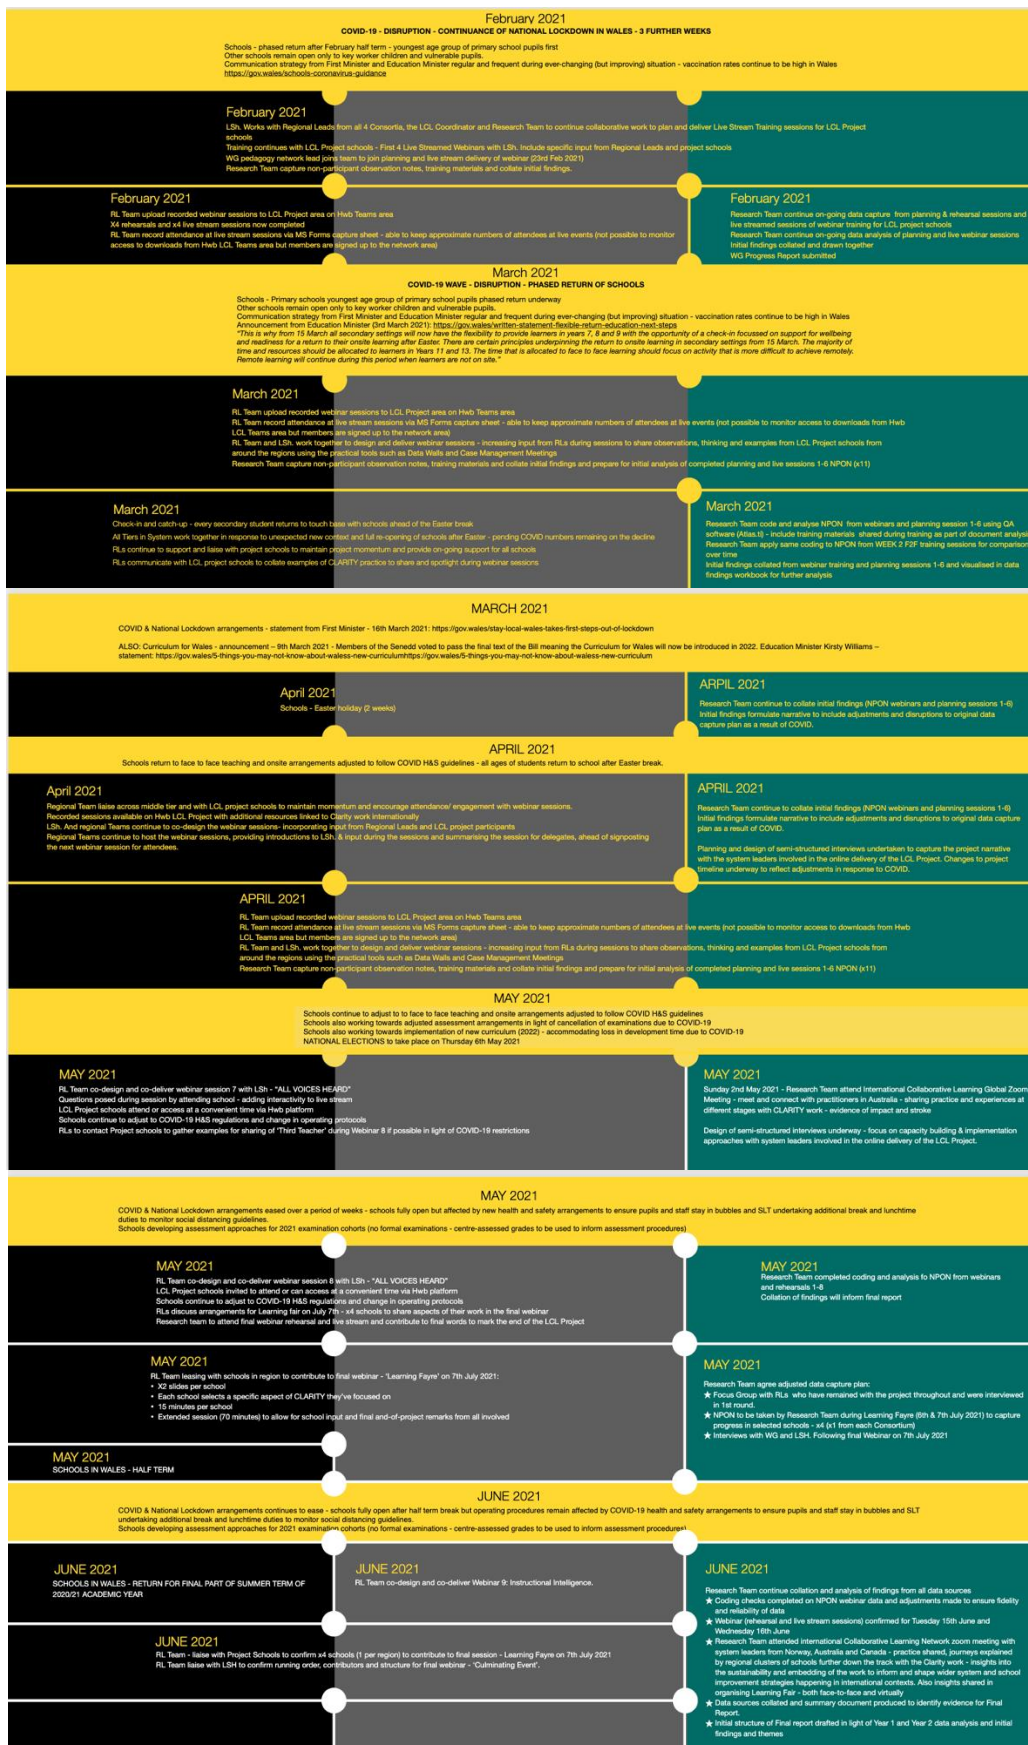 February 2021
COVID-19 - DISRUPTION - CONTINUANCE OF NATIONAL LOCKDOWN IN WALES - 3 FURTHER WEEKS
Schools - phased return after February half term - youngest age group of primary school pupils first
Other schools remain open only to key worker children and vulnerable pupils.
Communication strategy from First Minister and Education Minister regular and frequent during ever-changing (but improving) situation - vaccination rates continue to be high in Wales
https://gov.wales/schools-coronavirus-guidance
February 2021
LSh. Works with Regional Leads from all 4 Consortia, the LCL Coordinator and Research Team to continue collaborative work to plan and deliver Live Stream Training sessions for LCL Project
schools
Training continues with LCL Project schools - First 4 Live Streamed Webinars with LSh. Include specific input from Regional Leads and project schools
WG pedagogy network lead joins team to join planning and live stream delivery of webinar (23rd Feb 2021)
Research Team capture non-participant observation notes, training materials and collate initial findings.
February 2021
RL Team upload recorded webinar sessions to LCL Project area on Hwb Teams area
X4 rehearsals and x4 live stream sessions now completed
RL Team record attendance at live stream sessions via MS Forms capture sheet - able to keep approximate numbers of attendees at live events (not possible to monitor
access to downloads from Hwb LCL Teams area but members are signed up to the network area)
February 2021
Research Team continue on-going data capture from planning & rehearsal sessions and
live streamed sessions of webinar training for LCL project schools
Research Team continue on-going data analysis of planning and live webinar sessions
Initial findings collated and drawn together
WG Progress Report submitted
March 2021
COVID-19 WAVE - DISRUPTION - PHASED RETURN OF SCHOOLS
Schools - Primary schools youngest age group of primary school pupils phased return underway
Other schools remain open only to key worker children and vulnerable pupils.
Communication strategy from First Minister and Education Minister regular and frequent during ever-changing (but improving) situation - vaccination rates continue to be high in Wales
Announcement from Education Minister (3rd March 2021): https://gov.wales/written-statement-flexible-return-education-next-steps
"This is why from 15 March all secondary settings will now have the flexibility to provide learners in years 7, 8 and 9 with the opportunity of a check-in focussed on support for wellbeing
and readiness for a return to their onsite learning after Easter. There are certain principles underpinning the return to onsite learning in secondary settings from 15 March. The majority of
time and resources should be allocated to learners in Years 11 and 13. The time that is allocated to face to face learning should focus on activity that is more difficult to achieve remotely.
Remote learning will continue during this period when learners are not on site."
March 2021
RL Team upload recorded webinar sessions to LCL Project area on Hwb Teams area
RL Team record attendance at live stream sessions via MS Forms capture sheet - able to keep approximate numbers of attendees at live events (not possible to monitor access to downloads from Hwb
LCL Teams area but members are signed up to the network area)
RL Team and LSh. work together to design and deliver webinar sessions - increasing input from RLs during sessions to share observations, thinking and examples from LCL Project schools from
around the regions using the practical tools such as Data Walls and Case Management Meetings
Research Team capture non-participant observation notes, training materials and collate initial findings and prepare for initial analysis of completed planning and live sessions 1-6 NPON (x11)
March 2021
Check-in and catch-up - every secondary student returns to touch base with schools ahead of the Easter break
All Tiers in System work together in response to unexpected new context and full re-opening of schools after Easter - pending COVID numbers remaining on the decline
RLs continue to support and liaise with project schools to maintain project momentum and provide on-going support for all schools
RLs communicate with LCL project schools to collate examples of CLARITY practice to share and spotlight during webinar sessions
March 2021
Research Team code and analyse NPON from webinars and planning session 1-6 using QA
software (Atlas.ti) - include training materials shared during training as part of document analysis
Research Team apply same coding to NPON from WEEK 2 F2F training sessions for comparison
over time
Initial findings collated from webinar training and planning sessions 1-6 and visualised in data
findings workbook for further analysis
MARCH 2021
COVID & National Lockdown arrangements - statement from First Minister - 16th March 2021: https://gov.wales/stay-local-wales-takes-first-steps-out-of-lockdown
ALSO: Curriculum for Wales - announcement – 9th March 2021 - Members of the Senedd voted to pass the final text of the Bill meaning the Curriculum for Wales will now be introduced in 2022. Education Minister Kirsty Williams –
statement: https://gov.wales/5-things-you-may-not-know-about-waless-new-curriculumhttps://gov.wales/5-things-you-may-not-know-about-waless-new-curriculum
April 2021
Schools - Easter holiday (2 weeks)
ARPIL 2021
Research Team continue to collate initial findings (NPON webinars and planning sessions 1-6)
Initial findings formulate narrative to include adjustments and disruptions to original data
capture plan as a result of COVID.
APRIL 2021
Schools return to face to face teaching and onsite arrangements adjusted to follow COVID H&S guidelines - all ages of students return to school after Easter break.
April 2021
Regional Team liaise across middle tier and with LCL project schools to maintain momentum and encourage attendance/ engagement with webinar sessions.
Recorded sessions available on Hwb LCL Project with additional resources linked to Clarity work internationally
LSh. And regional Teams continue to co-design the webinar sessions- incorporating input from Regional Leads and LCL project participants
Regional Teams continue to host the webinar sessions, providing introductions to LSh. & input during the sessions and summarising the session for delegates, ahead of signposting
the next webinar session for attendees.
APRIL 2021
Research Team continue to collate initial findings (NPON webinars and planning sessions 1-6)
Initial findings formulate narrative to include adjustments and disruptions to original data capture
plan as a result of COVID.
Planning and design of semi-structured interviews undertaken to capture the project narrative
with the system leaders involved in the online delivery of the LCL Project. Changes to project
timeline underway to reflect adjustments in response to COVID.
APRIL 2021
RL Team upload recorded webinar sessions to LCL Project area on Hwb Teams area
RL Team record attendance at live stream sessions via MS Forms capture sheet - able to keep approximate numbers of attendees at live events (not possible to monitor access to downloads from Hwb
LCL Teams area but members are signed up to the network area)
RL Team and LSh. work together to design and deliver webinar sessions - increasing input from RLs during sessions to share observations, thinking and examples from LCL Project schools from
around the regions using the practical tools such as Data Walls and Case Management Meetings
Research Team capture non-participant observation notes, training materials and collate initial findings and prepare for initial analysis of completed planning and live sessions 1-6 NPON (x11)
MAY 2021
Schools continue to adjust to to face to face teaching and onsite arrangements adjusted to follow COVID H&S guidelines
Schools also working towards adjusted assessment arrangements in light of cancellation of examinations due to COVID-19
Schools also working towards implementation of new curriculum (2022) - accommodating loss in development time due to COVID-19
NATIONAL ELECTIONS to take place on Thursday 6th May 2021
MAY 2021
RL Team co-design and co-deliver webinar session 7 with LSh - "ALL VOICES HEARD"
Questions posed during session by attending school - adding interactivity to live stream
LCL Project schools attend or access at a convenient time via Hwb platform
Schools continue to adjust to COVID-19 H&S regulations and change in operating protocols
RLs to contact Project schools to gather examples for sharing of 'Third Teacher' during Webinar 8 if possible in light of COVID-19 restrictions
MAY 2021
Sunday 2nd May 2021 - Research Team attend International Collaborative Learning Global Zoom
Meeting - meet and connect with practitioners in Australia - sharing practice and experiences at
different stages with CLARITY work - evidence of impact and stroke
Design of semi-structured interviews underway - focus on capacity building & implementation
approaches with system leaders involved in the online delivery of the LCL Project.
MAY 2021
COVID & National Lockdown arrangements eased over a period of weeks - schools fully open but affected by new health and safety arrangements to ensure pupils and staff stay in bubbles and SLT undertaking additional break and lunchtime
duties to monitor social distancing guidelines.
Schools developing assessment approaches for 2021 examination cohorts (no formal examinations - centre-assessed grades to be used to inform assessment procedures)
MAY 2021
RL Team co-design and co-deliver webinar session 8 with LSh - "ALL VOICES HEARD"
LCL Project schools invited to attend or can access at a convenient time via Hwb platform
Schools continue to adjust to COVID-19 H&S regulations and change in operating protocols
RLs discuss arrangements for Learning fair on July 7th - x4 schools to share aspects of their work in the final webinar
Research team to attend final webinar rehearsal and live stream and contribute to final words to mark the end of the LCL Project
MAY 2021
Research Team completed coding and analysis fo NPON from webinars
and rehearsals 1-8
Collation of findings will inform final report
MAY 2021
RL Team leasing with schools in region to contribute to final webinar - 'Learning Fayre' on 7th July 2021:
• X2 slides per school
• Each school selects a specific aspect of CLARITY they've focused on
• 15 minutes per school
• Extended session (70 minutes) to allow for school input and final and-of-project remarks from all involved
MAY 2021
Research Team agree adjusted data capture plan:
★ Focus Group with RLs who have remained with the project throughout and were interviewed
in 1st round.
★ NPON to be taken by Research Team during Learning Fayre (6th & 7th July 2021) to capture
progress in selected schools - x4 (x1 from each Consortium)
★ Interviews with WG and LSH. Following final Webinar on 7th July 2021
MAY 2021
SCHOOLS IN WALES - HALF TERM
JUNE 2021
COVID & National Lockdown arrangements continues to ease - schools fully open after half term break but operating procedures remain affected by COVID-19 health and safety arrangements to ensure pupils and staff stay in bubbles and SLT
undertaking additional break and lunchtime duties to monitor social distancing guidelines.
Schools developing assessment approaches for 2021 examination cohorts (no formal examinations - centre-assessed grades to be used to inform assessment procedures)
JUNE 2021
SCHOOLS IN WALES - RETURN FOR FINAL PART OF SUMMER TERM OF
2020/21 ACADEMIC YEAR
JUNE 2021
RL Team co-design and co-deliver Webinar 9: Instructional Intelligence.
JUNE 2021
Research Team continue collation and analysis of findings from all data sources
★ Coding checks completed on NPON webinar data and adjustments made to ensure fidelity
and reliability of data
★ Webinar (rehearsal and live stream sessions) confirmed for Tuesday 15th June and
Wednesday 16th June
★ Research Team attended international Collaborative Learning Network zoom meeting with
system leaders from Norway, Australia and Canada - practice shared, journeys explained
by regional clusters of schools further down the track with the Clarity work - insights into
the sustainability and embedding of the work to inform and shape wider system and school
improvement strategies happening in international contexts. Also insights shared in
organising Learning Fair - both face-to-face and virtually
★ Data sources collated and summary document produced to identify evidence for Final
Report.
★ Initial structure of Final report drafted in light of Year 1 and Year 2 data analysis and initial
findings and themes
JUNE 2021
RL Team - liaise with Project Schools to confirm x4 schools (1 per region) to contribute to final session - Learning Fayre on 7th July 2021
RL Team liaise with LSH to confirm running order, contributors and structure for final webinar - 'Culminating Event'.